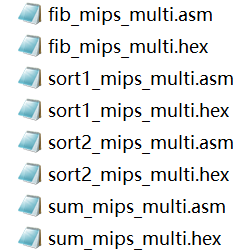 fib_mips_multi.asm
fib_mips_multi.hex
sort1_mips_multi.asm
sort1_mips_multi.hex
sort2_mips_multi.asm
sort2_mips_multi.hex
sum_mips_multi.asm
sum_mips_multi.hex